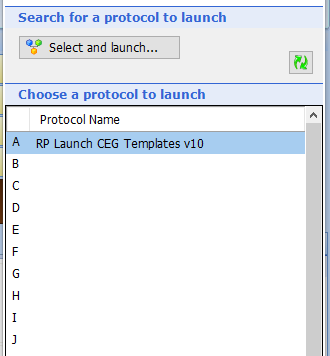 Search for a protocol to launch
Select and launch...
Choose a protocol to launch
Protocol Name
A RP Launch CEG Templates v10
B
C
D
E
F
G
H
I
J